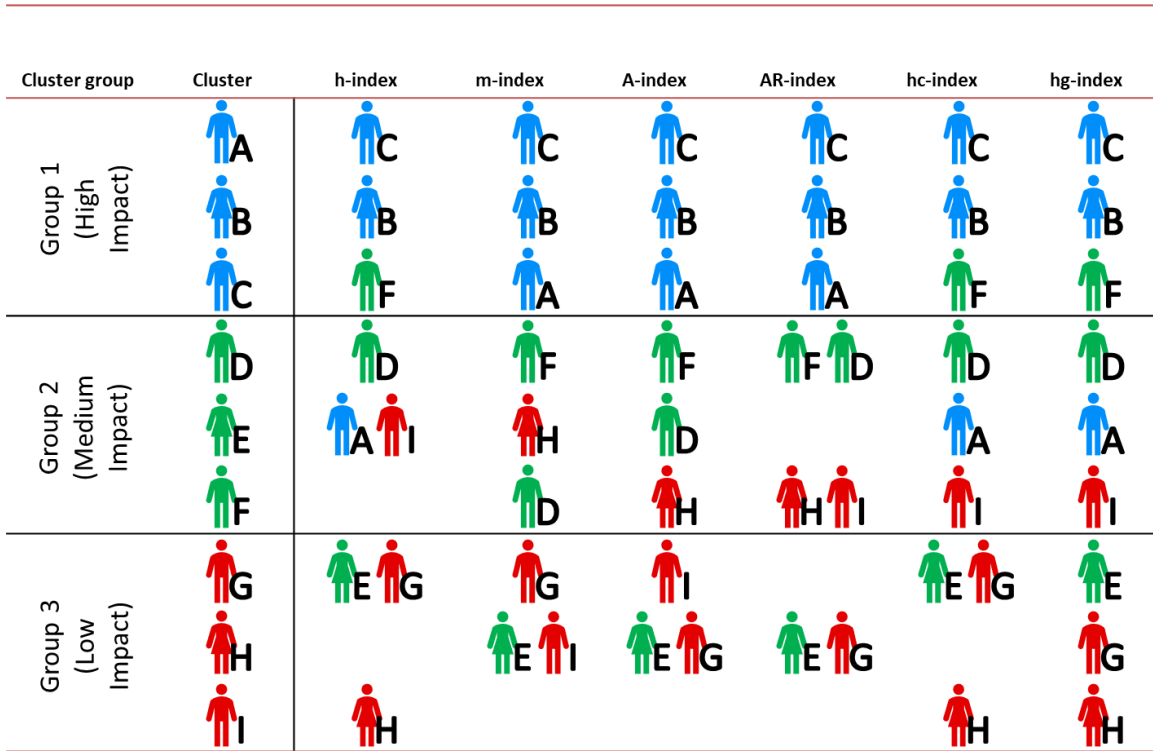 Cluster group Cluster h-index m-index A-index AR-index hc-index hg-index
Group 1
(High
Impact)
A C C C C C C
B B B B B B B
C F A A A F F
Group 2
(Medium
Impact)
D D F F F D D D
E A I H D A A
F D H H I I I
Group 3
(Low
Impact)
G E G G I E G E
H E I E G E G G
I H H H